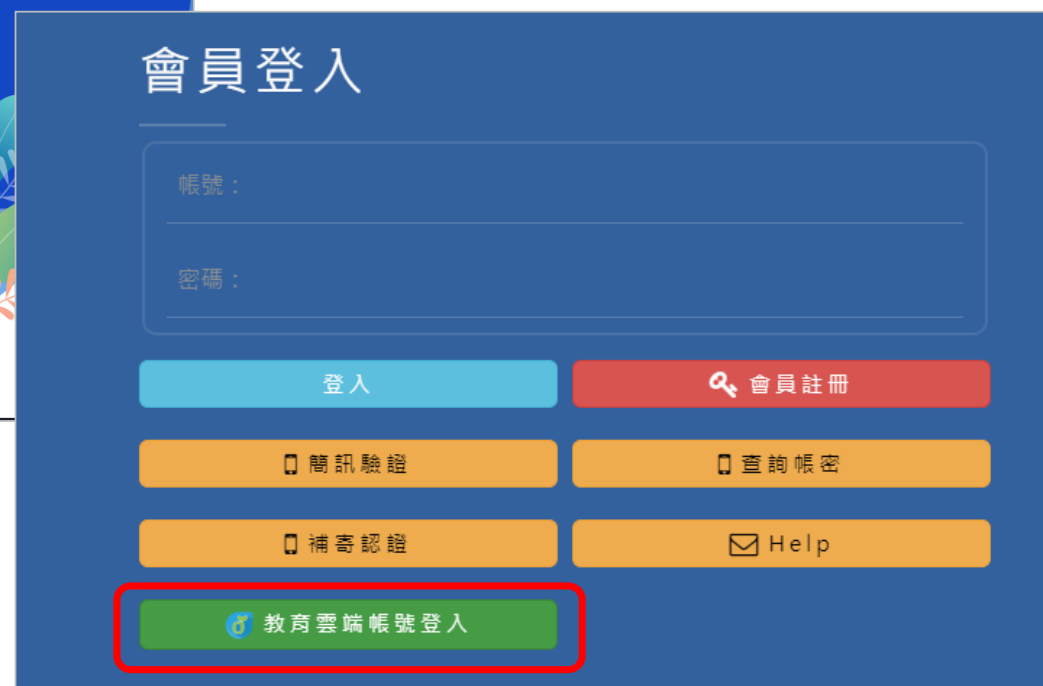 會員登入
帳號：
密碼：
登入
會員註冊
簡訊驗證
查詢帳密
補寄認證
Help
教育雲端帳號登入